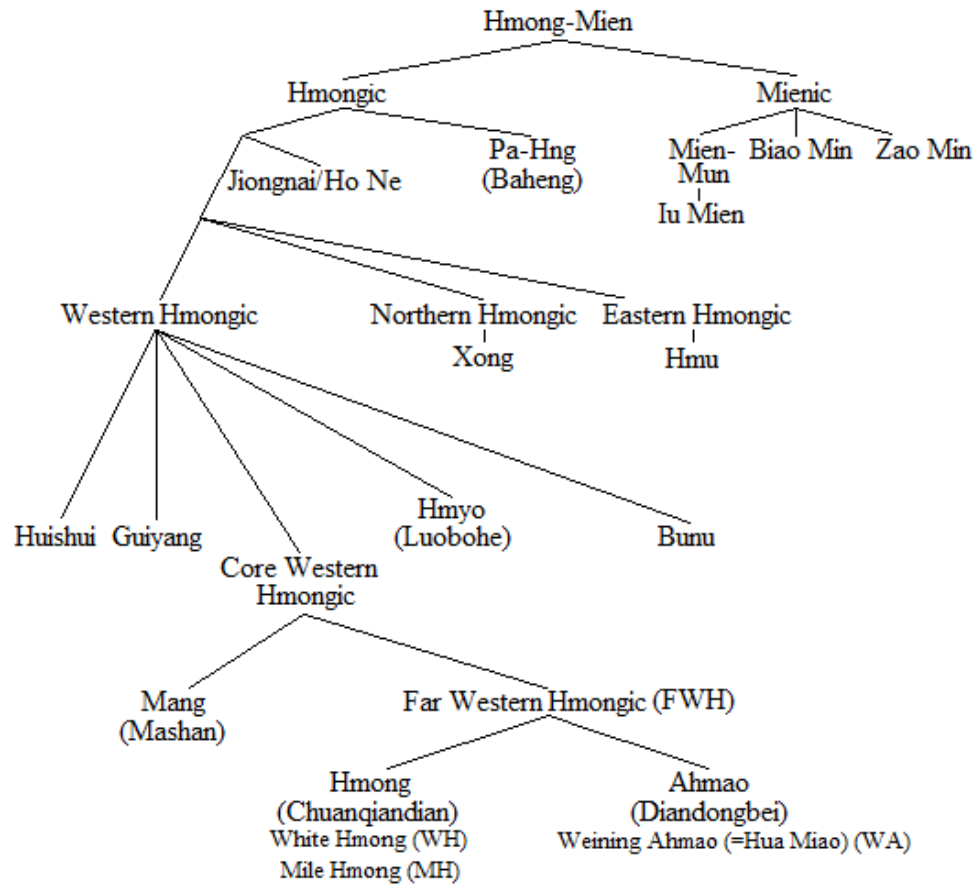 Hmong-Mien
Hmongic
Mienic
Pa-Hng
(Baheng)
Mien-
Mun
Biao Min
Zao Min
Jiongnai/Ho Ne
Iu Mien
Western Hmongic
Northern Hmongic
Eastern Hmongic
Xong
Hmu
Huishui
Guiyang
Hmyo
(Luobohe)
Bunu
Core Western
Hmongic
Mang
(Mashan)
Far Western Hmongic (FWH)
Hmong
(Chuanqiandian)
White Hmong (WH)
Mile Hmong (MH)
Ahmao
(Diandongbei)
Weining Ahmao (=Hua Miao) (WA)